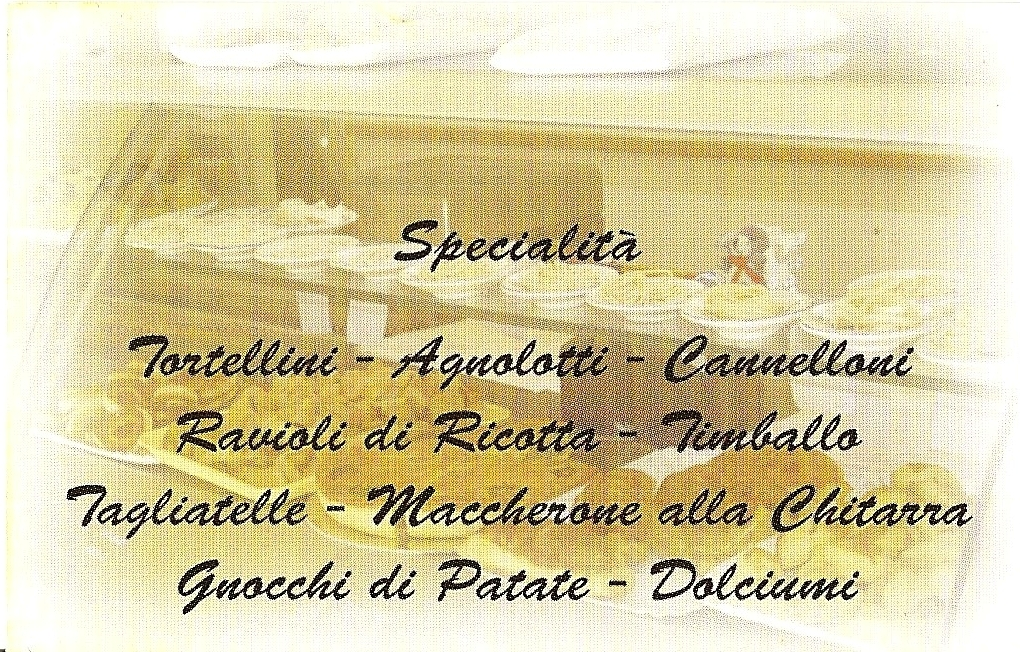 Specialità
Tortellini - Agnolotti - Cannelloni
Ravioli di Ricotta - Timballo
Tagliatelle - Maccherone alla Chitarra
Gnocchi di Patate - Dolciumi